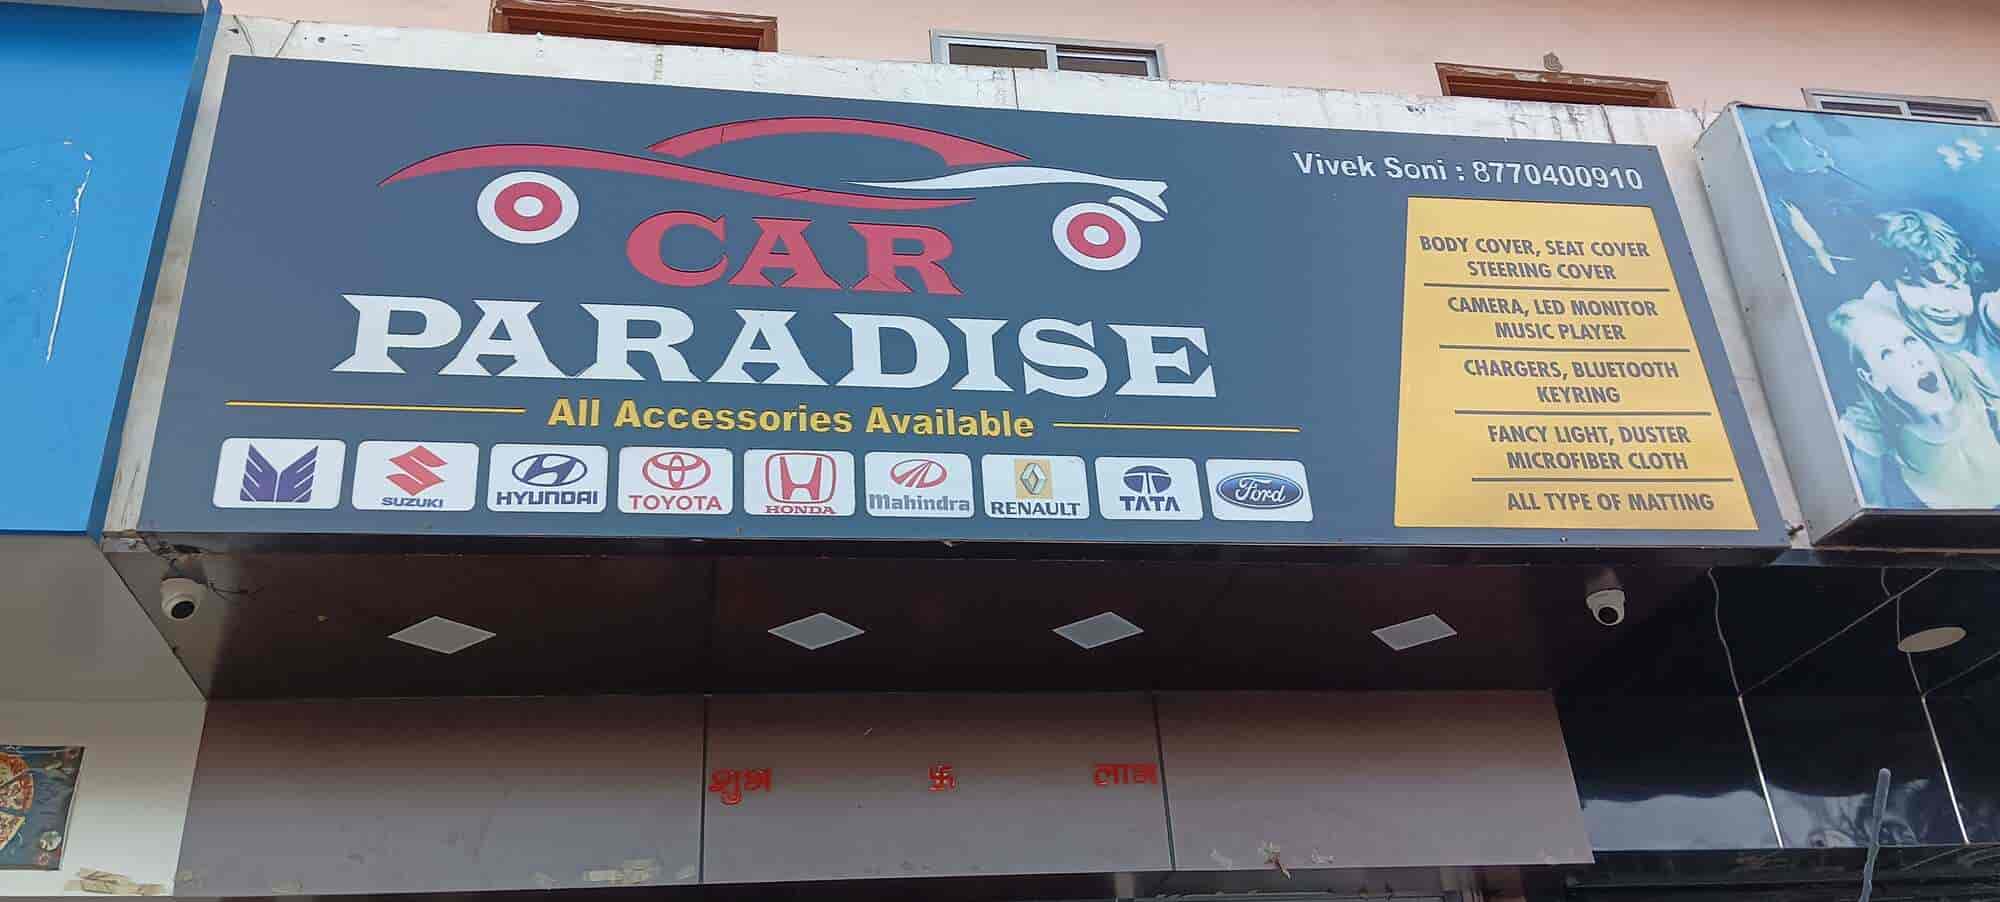 Vivek Soni : 8770400910
CAR
PARADISE
All Accessories Available
SUZUKI
HYUNDAI
TOYOTA
HONDA
Mahindra
RENAULT
TATA
Ford
BODY COVER, SEAT COVER
STEERING COVER
CAMERA, LED MONITOR
MUSIC PLAYER
CHARGERS, BLUETOOTH
KEYRING
FANCY LIGHT, DUSTER
MICROFIBER CLOTH
ALL TYPE OF MATTING
शुभ 卐 लाभ